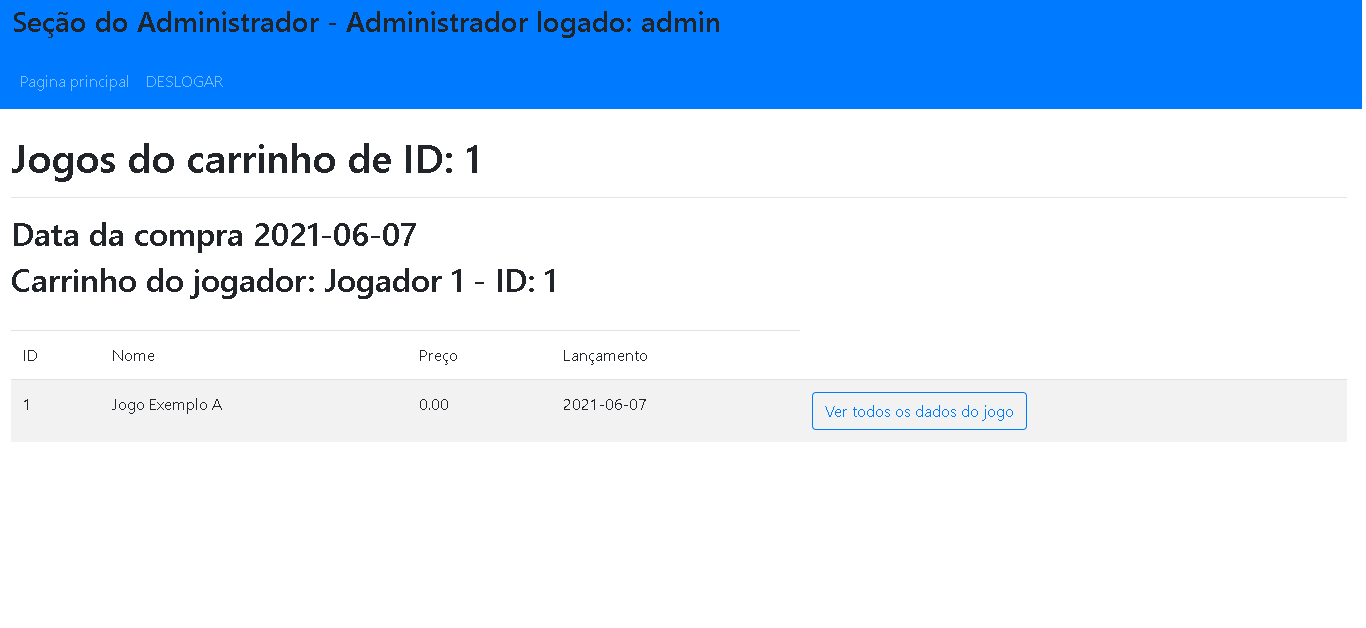 Seção do Administrador - Administrador logado: admin
Pagina principal DESLOGAR
Jogos do carrinho de ID: 1
Data da compra 2021-06-07
Carrinho do jogador: Jogador 1 - ID: 1
ID Nome Preço Lançamento
1 Jogo Exemplo A 0.00 2021-06-07 Ver todos os dados do jogo